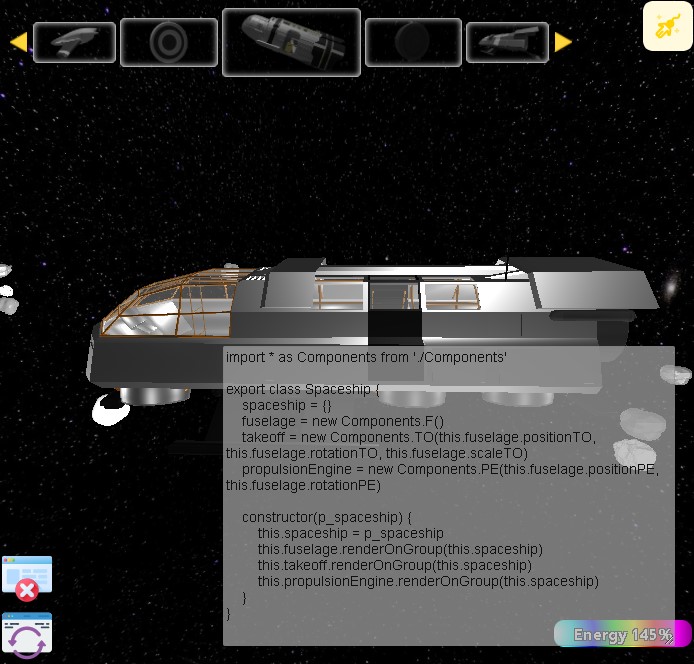 import * as Components from './Components'
export class Spaceship {
spaceship = {}
fuselage = new Components.F()
takeoff = new Components.TO(this.fuselage.positionTO,
this.fuselage.rotationTO, this.fuselage.scaleTO)
propulsionEngine = new Components.PE(this.fuselage.positionPE,
this.fuselage.rotationPE)
constructor(p_spaceship) {
this.spaceship = p_spaceship
this.fuselage.renderOnGroup(this.spaceship)
this.takeoff.renderOnGroup(this.spaceship)
this.propulsionEngine.renderOnGroup(this.spaceship)
}
}
Energy 145%